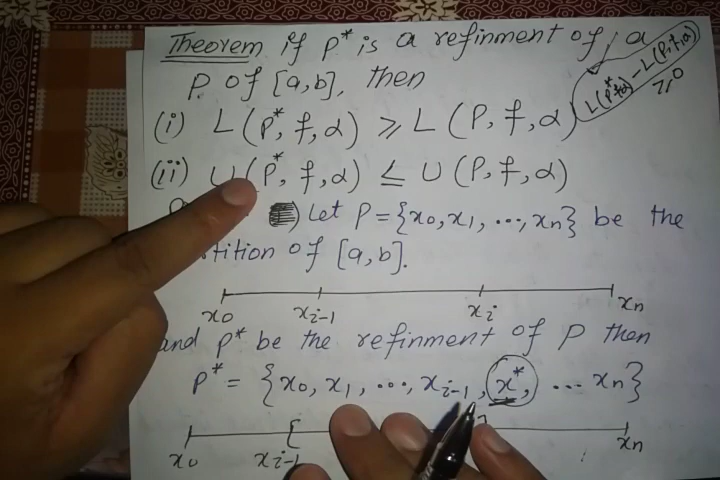 Theorem if P* is a refinment of, a
P of [a,b], then
L(P*,f,α) - L(P,f,α)
≥0
(i) L (P*, f, α) ≥ L (P, f, α)
(ii) U (P*, f, α) ≤ U (P, f, α)
) Let P = {x0, x1, ..., xn} be the
tition of [a,b].
x0 xi-1 xi xn
and P* be the refinment of P then
P* = {x0, x1, ..., xi-1, x*, ... xn}
x0 xi-1 xn